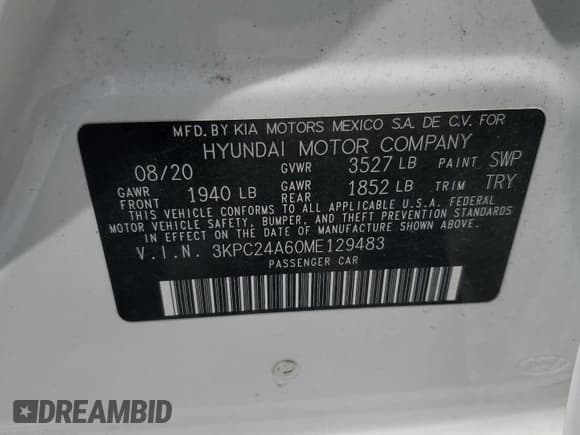 MFD. BY KIA MOTORS MEXICO S.A. DE C.V. FOR
HYUNDAI MOTOR COMPANY
08/20 GVWR 3527 LB PAINT SWP
GAWR FRONT 1940 LB GAWR REAR 1852 LB TRIM TRY
THIS VEHICLE CONFORMS TO ALL APPLICABLE U.S.A. FEDERAL
MOTOR VEHICLE SAFETY, BUMPER, AND THEFT PREVENTION STANDARDS
IN EFFECT ON THE DATE OF MANUFACTURE SHOWN ABOVE.
V.I.N. 3KPC24A60ME129483
PASSENGER CAR
DREAMBID